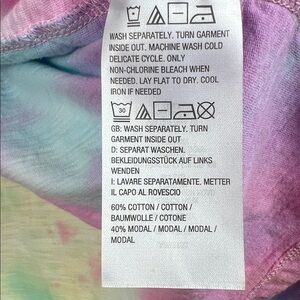 WASH SEPARATELY. TURN GARMENT
INSIDE OUT. MACHINE WASH COLD
DELICATE CYCLE. ONLY
NON-CHLORINE BLEACH WHEN
NEEDED. LAY FLAT TO DRY. COOL
IRON IF NEEDED
30
GB: WASH SEPARATELY. TURN
GARMENT INSIDE OUT
D: SEPARAT WASCHEN.
BEKLEIDUNGSSTÜCK AUF LINKS
WENDEN
I: LAVARE SEPARATAMENTE. METTER
IL CAPO AL ROVESCIO
60% COTTON / COTTON /
BAUMWOLLE / COTONE
40% MODAL / MODAL / MODAL /
MODAL